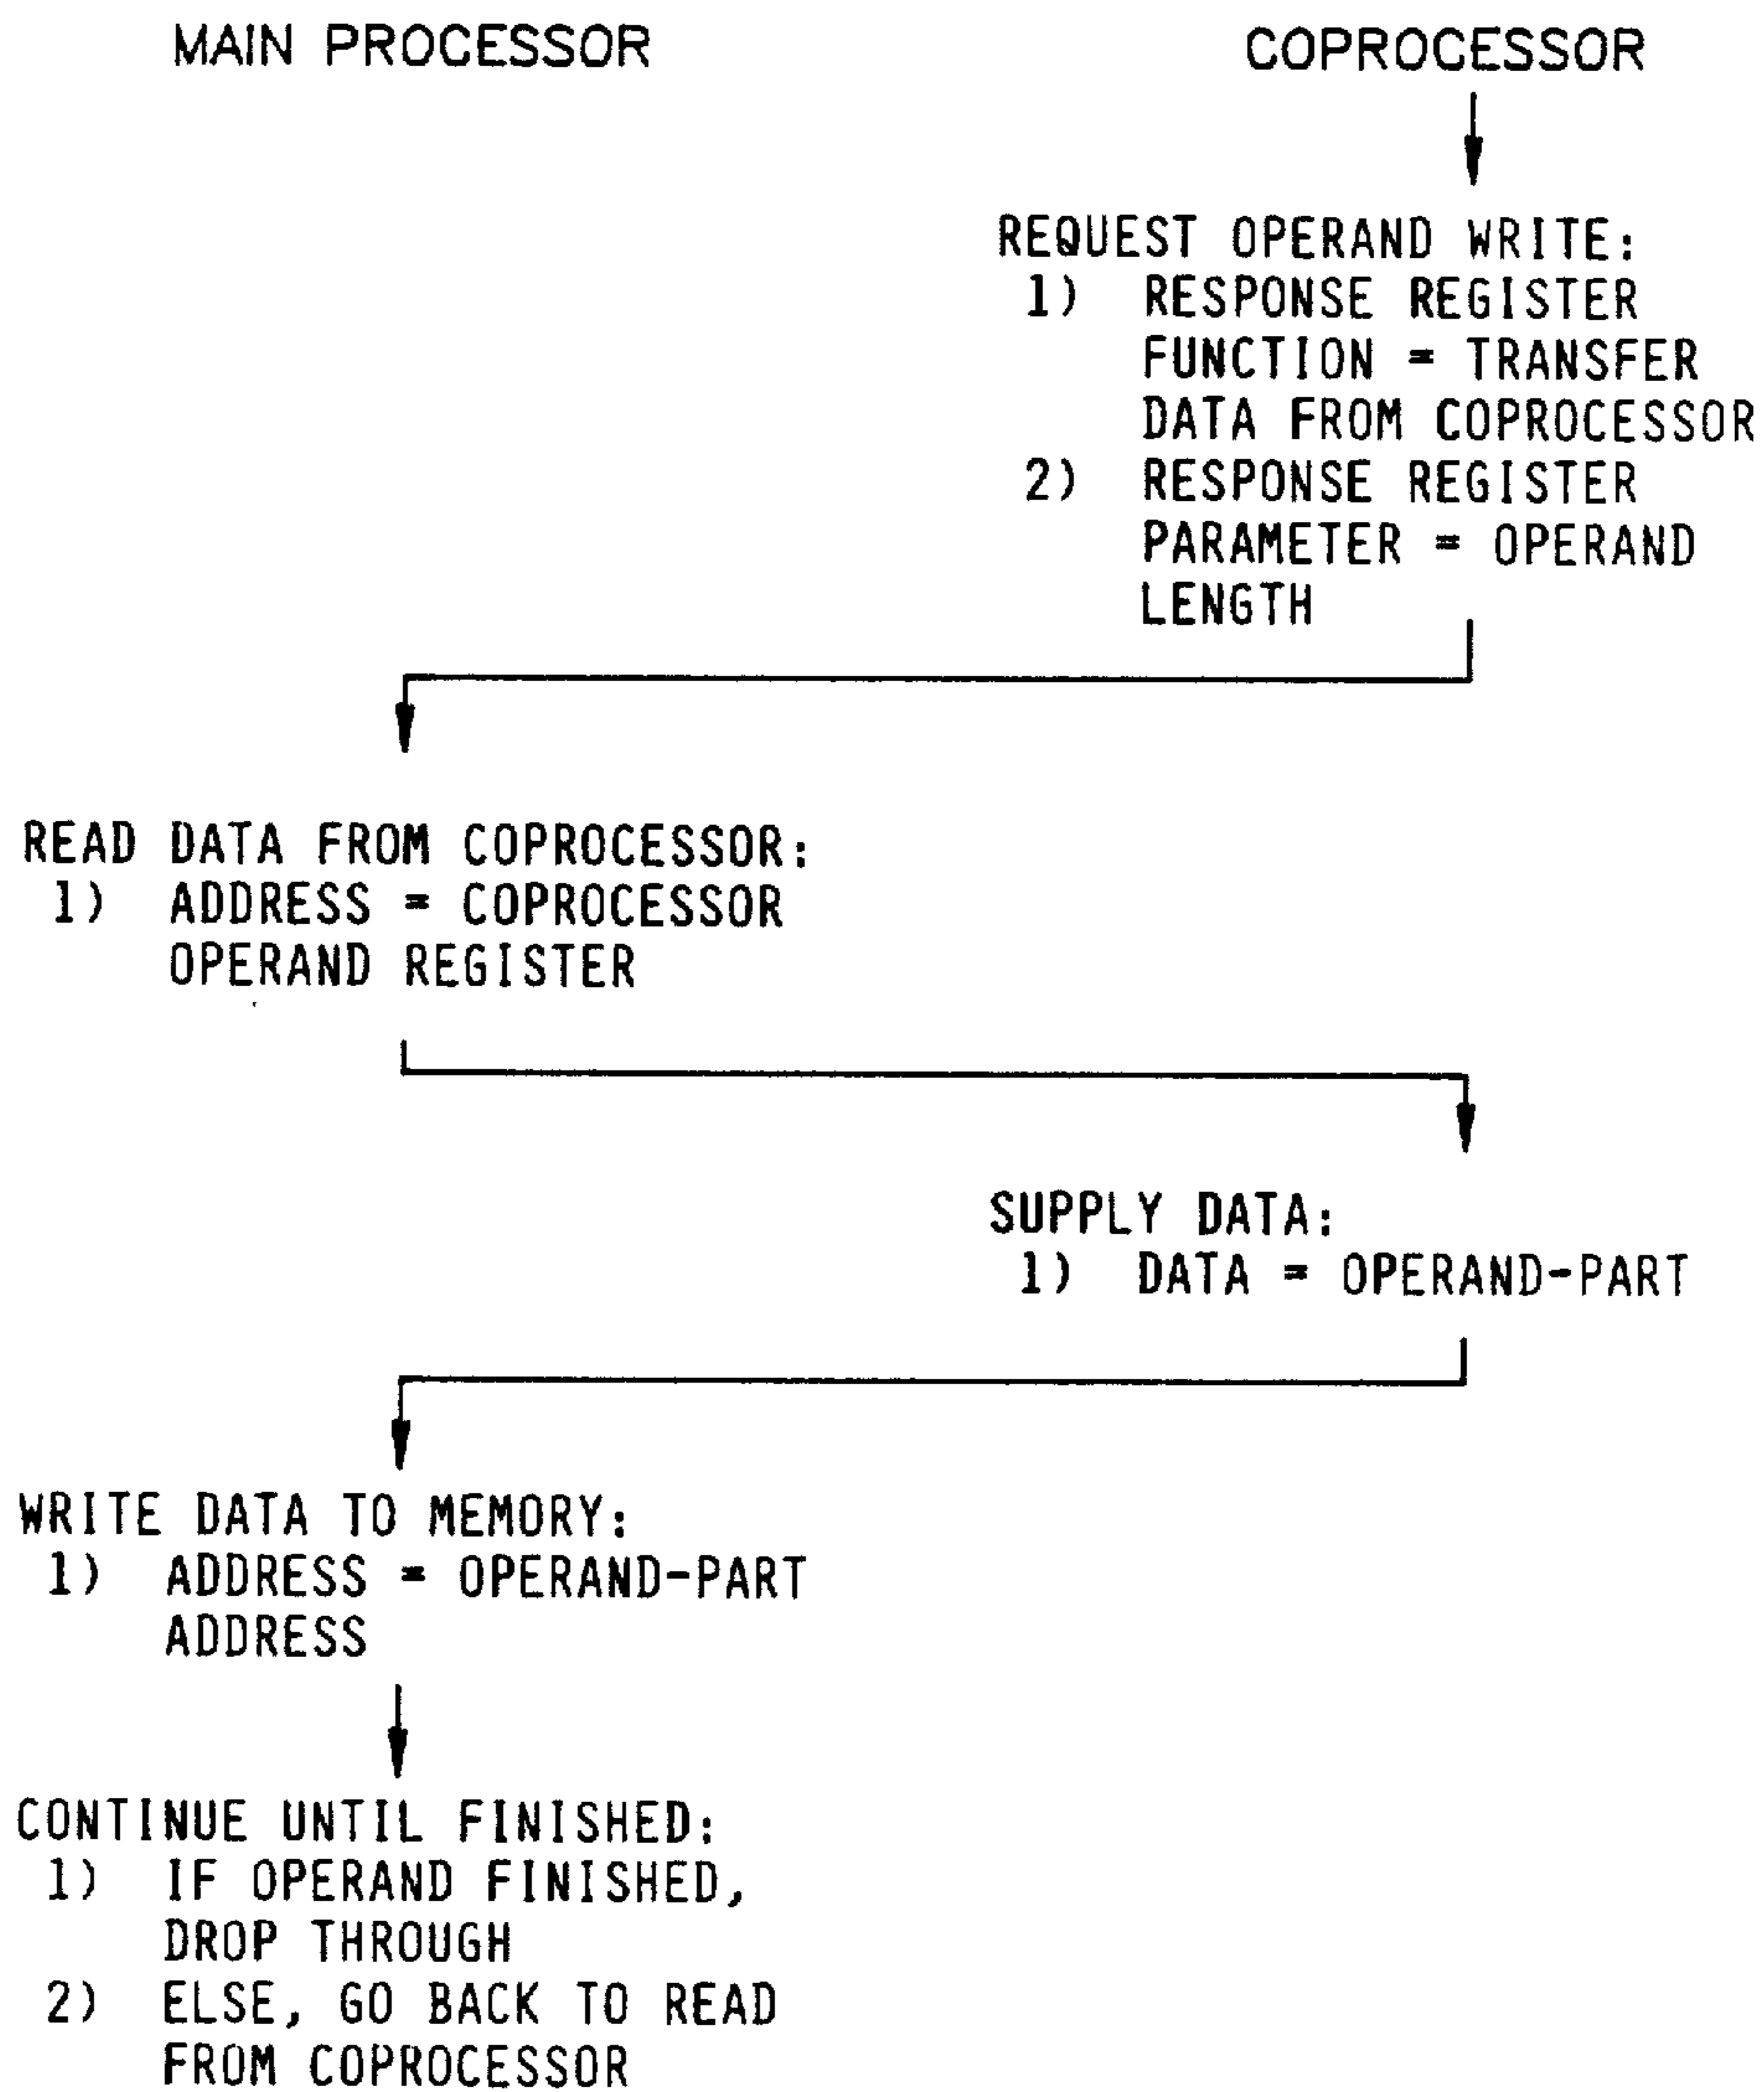 MAIN PROCESSOR
COPROCESSOR
REQUEST OPERAND WRITE:
1) RESPONSE REGISTER
FUNCTION = TRANSFER
DATA FROM COPROCESSOR
2) RESPONSE REGISTER
PARAMETER = OPERAND
LENGTH
READ DATA FROM COPROCESSOR:
1) ADDRESS = COPROCESSOR
OPERAND REGISTER
SUPPLY DATA:
1) DATA = OPERAND-PART
WRITE DATA TO MEMORY:
1) ADDRESS = OPERAND-PART
ADDRESS
CONTINUE UNTIL FINISHED:
1) IF OPERAND FINISHED,
DROP THROUGH
2) ELSE, GO BACK TO READ
FROM COPROCESSOR